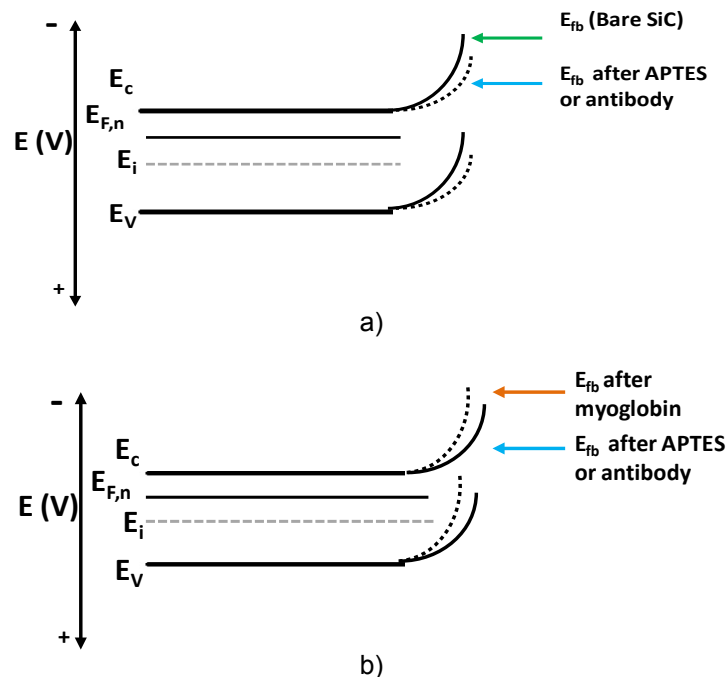 -
E_fb (Bare SiC)
E_c
E_fb after APTES
or antibody
E_F,n
E (V)
E_i
E_V
+
a)
-
E_fb after
myoglobin
E_c
E_fb after APTES
or antibody
E_F,n
E (V)
E_i
E_V
+
b)